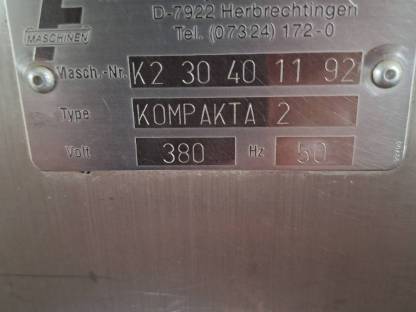 D-7922 Herbrechtingen
MASCHINEN
Tel. (07324) 172-0
Masch.-Nr. K2 30 40 11 92
Type KOMPAKTA 2
Volt 380 Hz 50